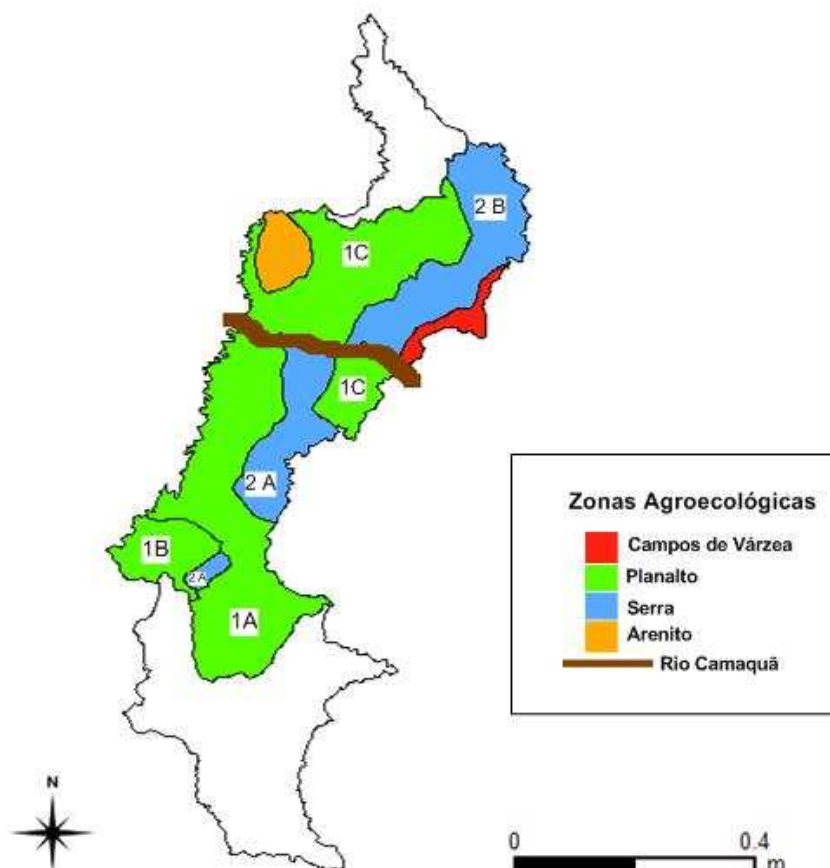 2 B
1C
1C
2 A
1B
2 A
1A
Zonas Agroecológicas
Campos de Várzea
Planalto
Serra
Arenito
Rio Camaquã
N
0 0.4
m